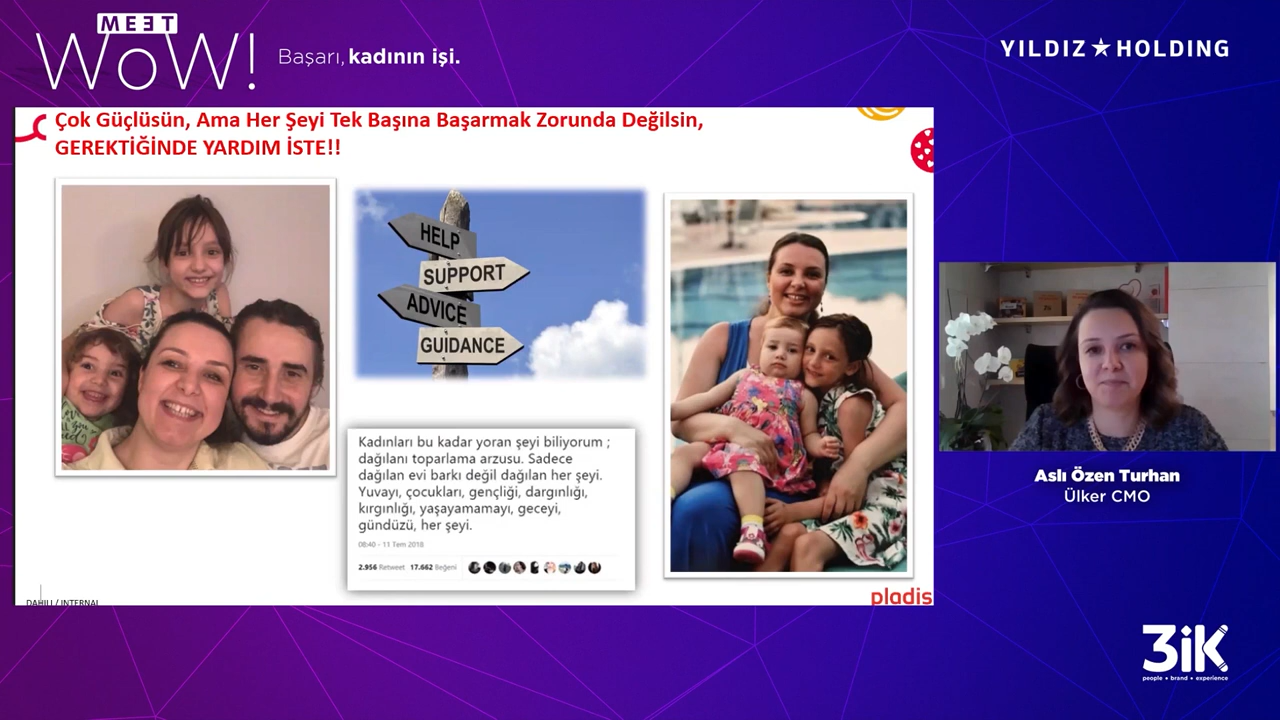 MEET
WoW!
Başarı, kadının işi.
YILDIZ HOLDING
Çok Güçlüsün, Ama Her Şeyi Tek Başına Başarmak Zorunda Değilsin,
GEREKTİĞİNDE YARDIM İSTE!!
HELP
SUPPORT
ADVICE
GUIDANCE
Kadınları bu kadar yoran şeyi biliyorum ;
dağılanı toparlama arzusu. Sadece
dağılan evi barkı değil dağılan her şeyi.
Yuvayı, çocukları, gençliği, dargınlığı,
kırgınlığı, yaşayamamayı, geceyi,
gündüzü, her şeyi.
08:40 - 11 Tem 2018
2.956 Retweet 17.662 Beğeni
DAHILI / INTERNAL
pladis
Aslı Özen Turhan
Ülker CMO
3iK
people • brand • experience